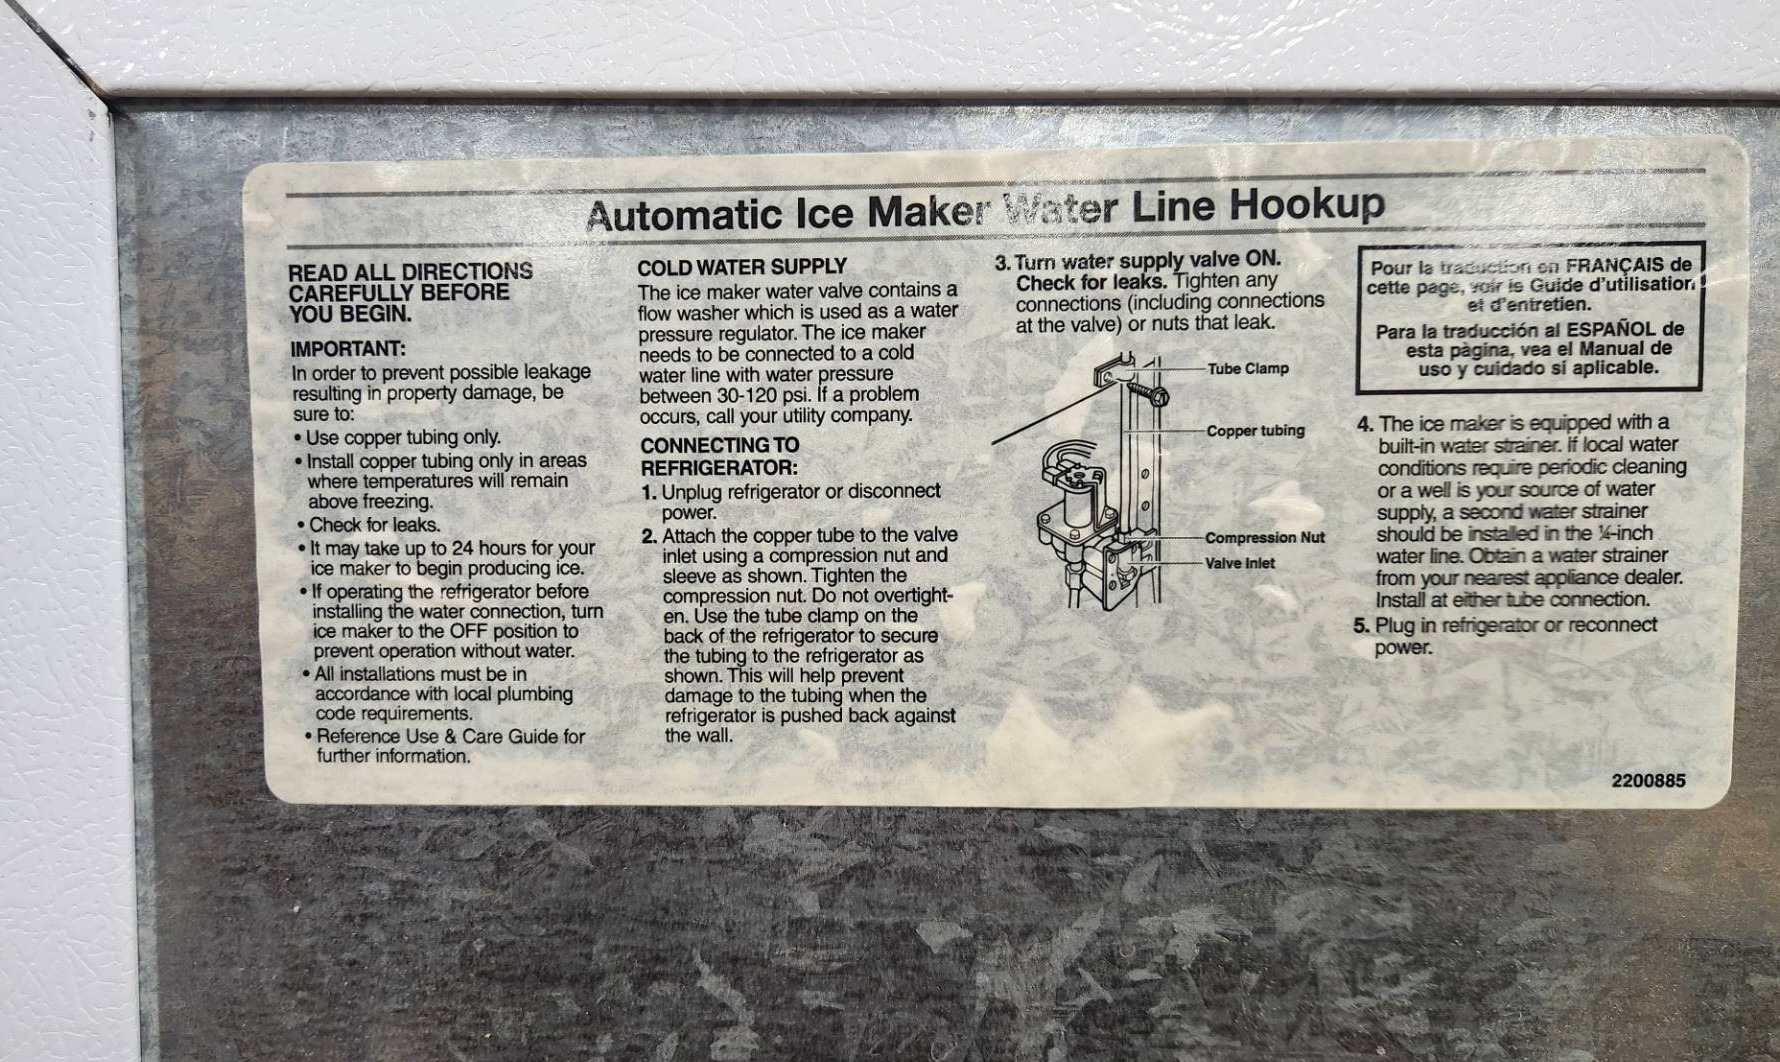 Automatic Ice Maker Water Line Hookup
READ ALL DIRECTIONS
CAREFULLY BEFORE
YOU BEGIN.
IMPORTANT:
In order to prevent possible leakage
resulting in property damage, be
sure to:
• Use copper tubing only.
• Install copper tubing only in areas
where temperatures will remain
above freezing.
• Check for leaks.
• It may take up to 24 hours for your
ice maker to begin producing ice.
• If operating the refrigerator before
installing the water connection, turn
ice maker to the OFF position to
prevent operation without water.
• All installations must be in
accordance with local plumbing
code requirements.
• Reference Use & Care Guide for
further information.
COLD WATER SUPPLY
The ice maker water valve contains a
flow washer which is used as a water
pressure regulator. The ice maker
needs to be connected to a cold
water line with water pressure
between 30-120 psi. If a problem
occurs, call your utility company.
CONNECTING TO
REFRIGERATOR:
1. Unplug refrigerator or disconnect
power.
2. Attach the copper tube to the valve
inlet using a compression nut and
sleeve as shown. Tighten the
compression nut. Do not overtight-
en. Use the tube clamp on the
back of the refrigerator to secure
the tubing to the refrigerator as
shown. This will help prevent
damage to the tubing when the
refrigerator is pushed back against
the wall.
3. Turn water supply valve ON.
Check for leaks. Tighten any
connections (including connections
at the valve) or nuts that leak.
Tube Clamp
Copper tubing
Compression Nut
Valve Inlet
Pour la traduction en FRANÇAIS de
cette page, voir le Guide d'utilisation
et d'entretien.
Para la traducción al ESPAÑOL de
esta página, vea el Manual de
uso y cuidado si aplicable.
4. The ice maker is equipped with a
built-in water strainer. If local water
conditions require periodic cleaning
or a well is your source of water
supply, a second water strainer
should be installed in the ¼-inch
water line. Obtain a water strainer
from your nearest appliance dealer.
Install at either tube connection.
5. Plug in refrigerator or reconnect
power.
2200885